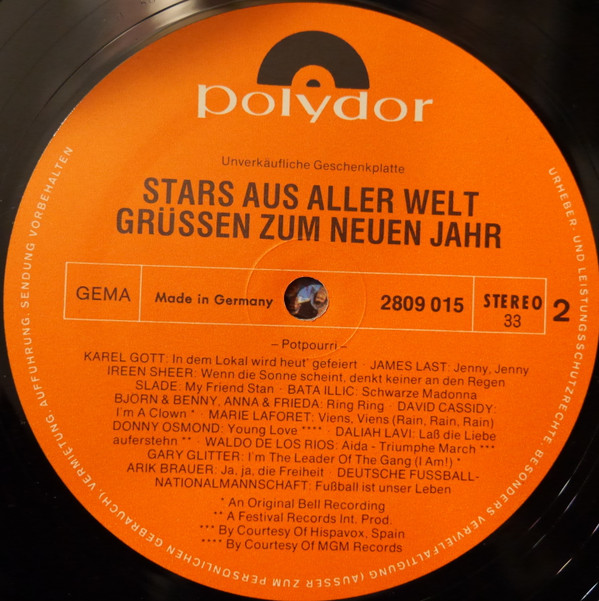 polydor
Unverkäufliche Geschenkplatte
STARS AUS ALLER WELT
GRÜSSEN ZUM NEUEN JAHR
GEMA
Made in Germany
2809 015
STEREO
33
2
– Potpourri –
KAREL GOTT: In dem Lokal wird heut' gefeiert · JAMES LAST: Jenny, Jenny
IREEN SHEER: Wenn die Sonne scheint, denkt keiner an den Regen
SLADE: My Friend Stan · BATA ILLIC: Schwarze Madonna
BJÖRN & BENNY, ANNA & FRIEDA: Ring Ring · DAVID CASSIDY:
I'm A Clown * · MARIE LAFORET: Viens, Viens (Rain, Rain, Rain)
DONNY OSMOND: Young Love **** · DALIAH LAVI: Laß die Liebe
auferstehn ** · WALDO DE LOS RIOS: Aida - Triumphe March ***
GARY GLITTER: I'm The Leader Of The Gang (I Am!) *
ARIK BRAUER: Ja, ja, die Freiheit · DEUTSCHE FUSSBALL-
NATIONALMANNSCHAFT: Fußball ist unser Leben
* An Original Bell Recording
** A Festival Records Int. Prod.
*** By Courtesy Of Hispavox, Spain
**** By Courtesy Of MGM Records
URHEBER- UND LEISTUNGSSCHUTZRECHTE, BESONDERS VERVIELFÄLTIGUNG (AUSSER ZUM PERSÖNLICHEN GEBRAUCH), VERMIETUNG, AUFFÜHRUNG, SENDUNG VORBEHALTEN